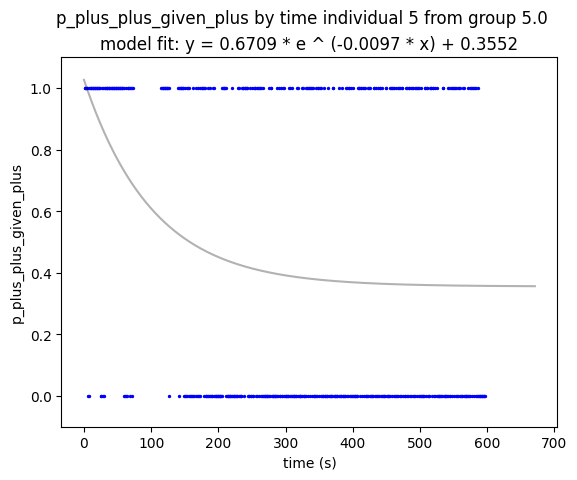 p_plus_plus_given_plus by time individual 5 from group 5.0
model fit: y = 0.6709 * e ^ (-0.0097 * x) + 0.3552
1.0
0.8
0.6
0.4
0.2
0.0
p_plus_plus_given_plus
0 100 200 300 400 500 600 700
time (s)